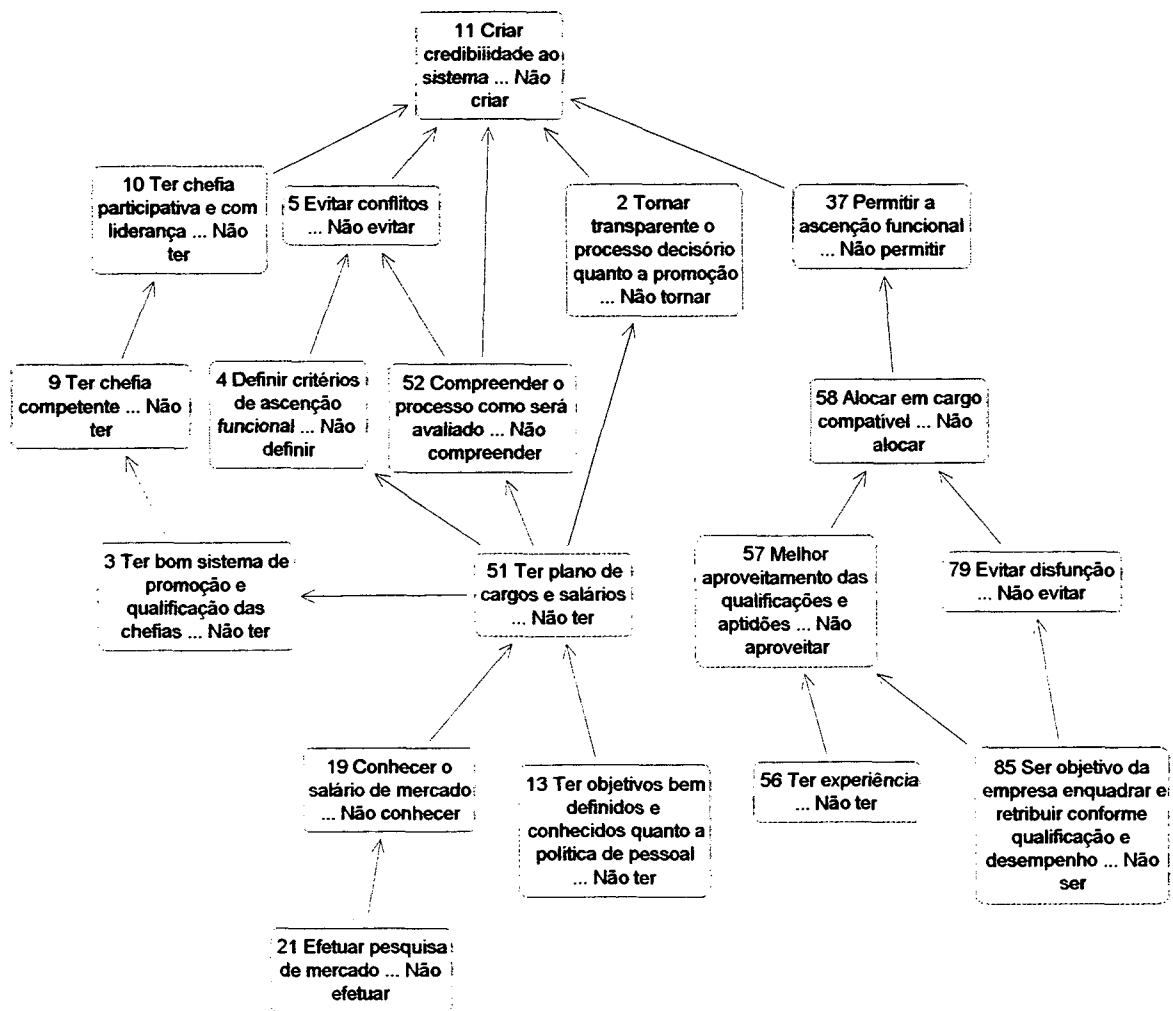 11 Criar
credibilidade ao
sistema ... Não
criar
10 Ter chefia
participativa e com
liderança ... Não
ter
5 Evitar conflitos
... Não evitar
2 Tornar
transparente o
processo decisório
quanto a promoção
... Não tornar
37 Permitir a
ascenção funcional
... Não permitir
9 Ter chefia
competente ... Não
ter
4 Definir critérios
de ascenção
funcional ... Não
definir
52 Compreender o
processo como será
avaliado ... Não
compreender
58 Alocar em cargo
compatível ... Não
alocar
3 Ter bom sistema de
promoção e
qualificação das
chefias ... Não ter
51 Ter plano de
cargos e salários
... Não ter
57 Melhor
aproveitamento das
qualificações e
aptidões ... Não
aproveitar
79 Evitar disfunção
... Não evitar
19 Conhecer o
salário de mercado
... Não conhecer
13 Ter objetivos bem
definidos e
conhecidos quanto a
política de pessoal
... Não ter
56 Ter experiência
... Não ter
85 Ser objetivo da
empresa enquadrar e
retribuir conforme
qualificação e
desempenho ... Não
ser
21 Efetuar pesquisa
de mercado ... Não
efetuar